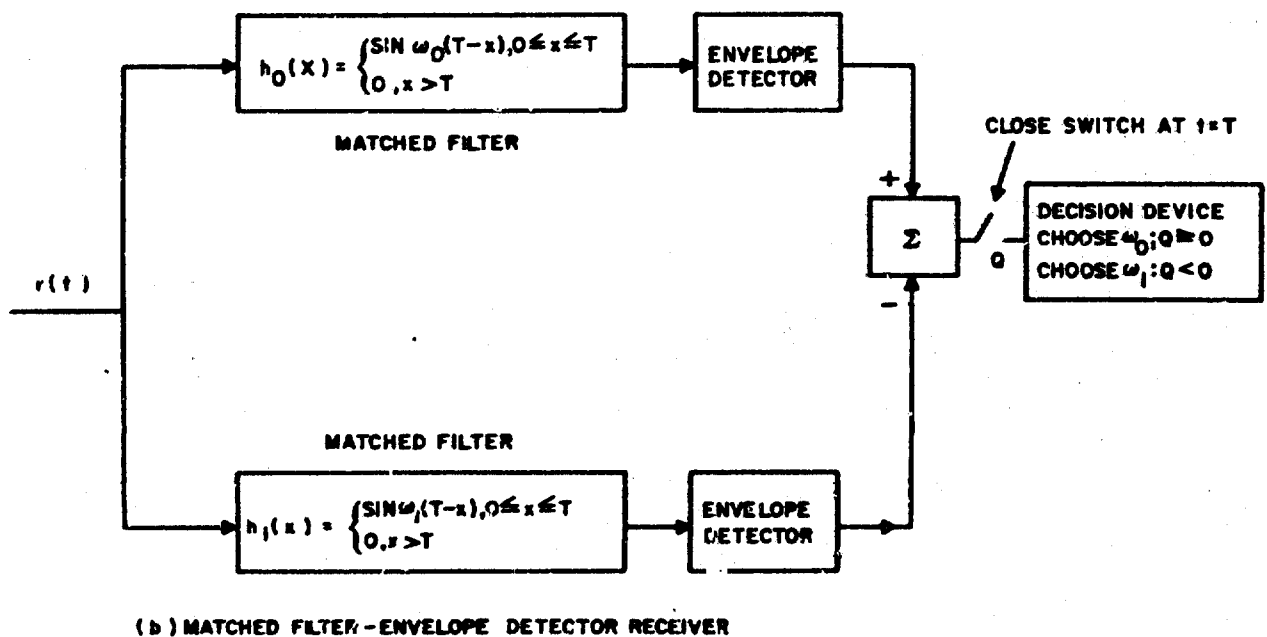 h₀(X) = { SIN ω₀(T-x), 0 ≤ x ≤ T
0, x > T
MATCHED FILTER
ENVELOPE
DETECTOR
CLOSE SWITCH AT t=T
+
Σ
-
Q
DECISION DEVICE
CHOOSE ω₀; Q ≥ 0
CHOOSE ω₁: Q < 0
r(t)
MATCHED FILTER
h₁(x) = { SIN ω₁(T-x), 0 ≤ x ≤ T
0, x > T
ENVELOPE
DETECTOR
(b) MATCHED FILTER-ENVELOPE DETECTOR RECEIVER